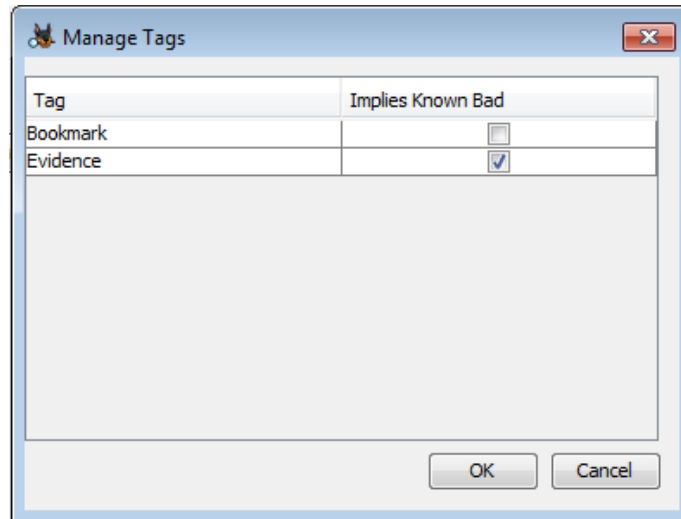 Manage Tags
Tag Implies Known Bad
Bookmark
Evidence
OK Cancel